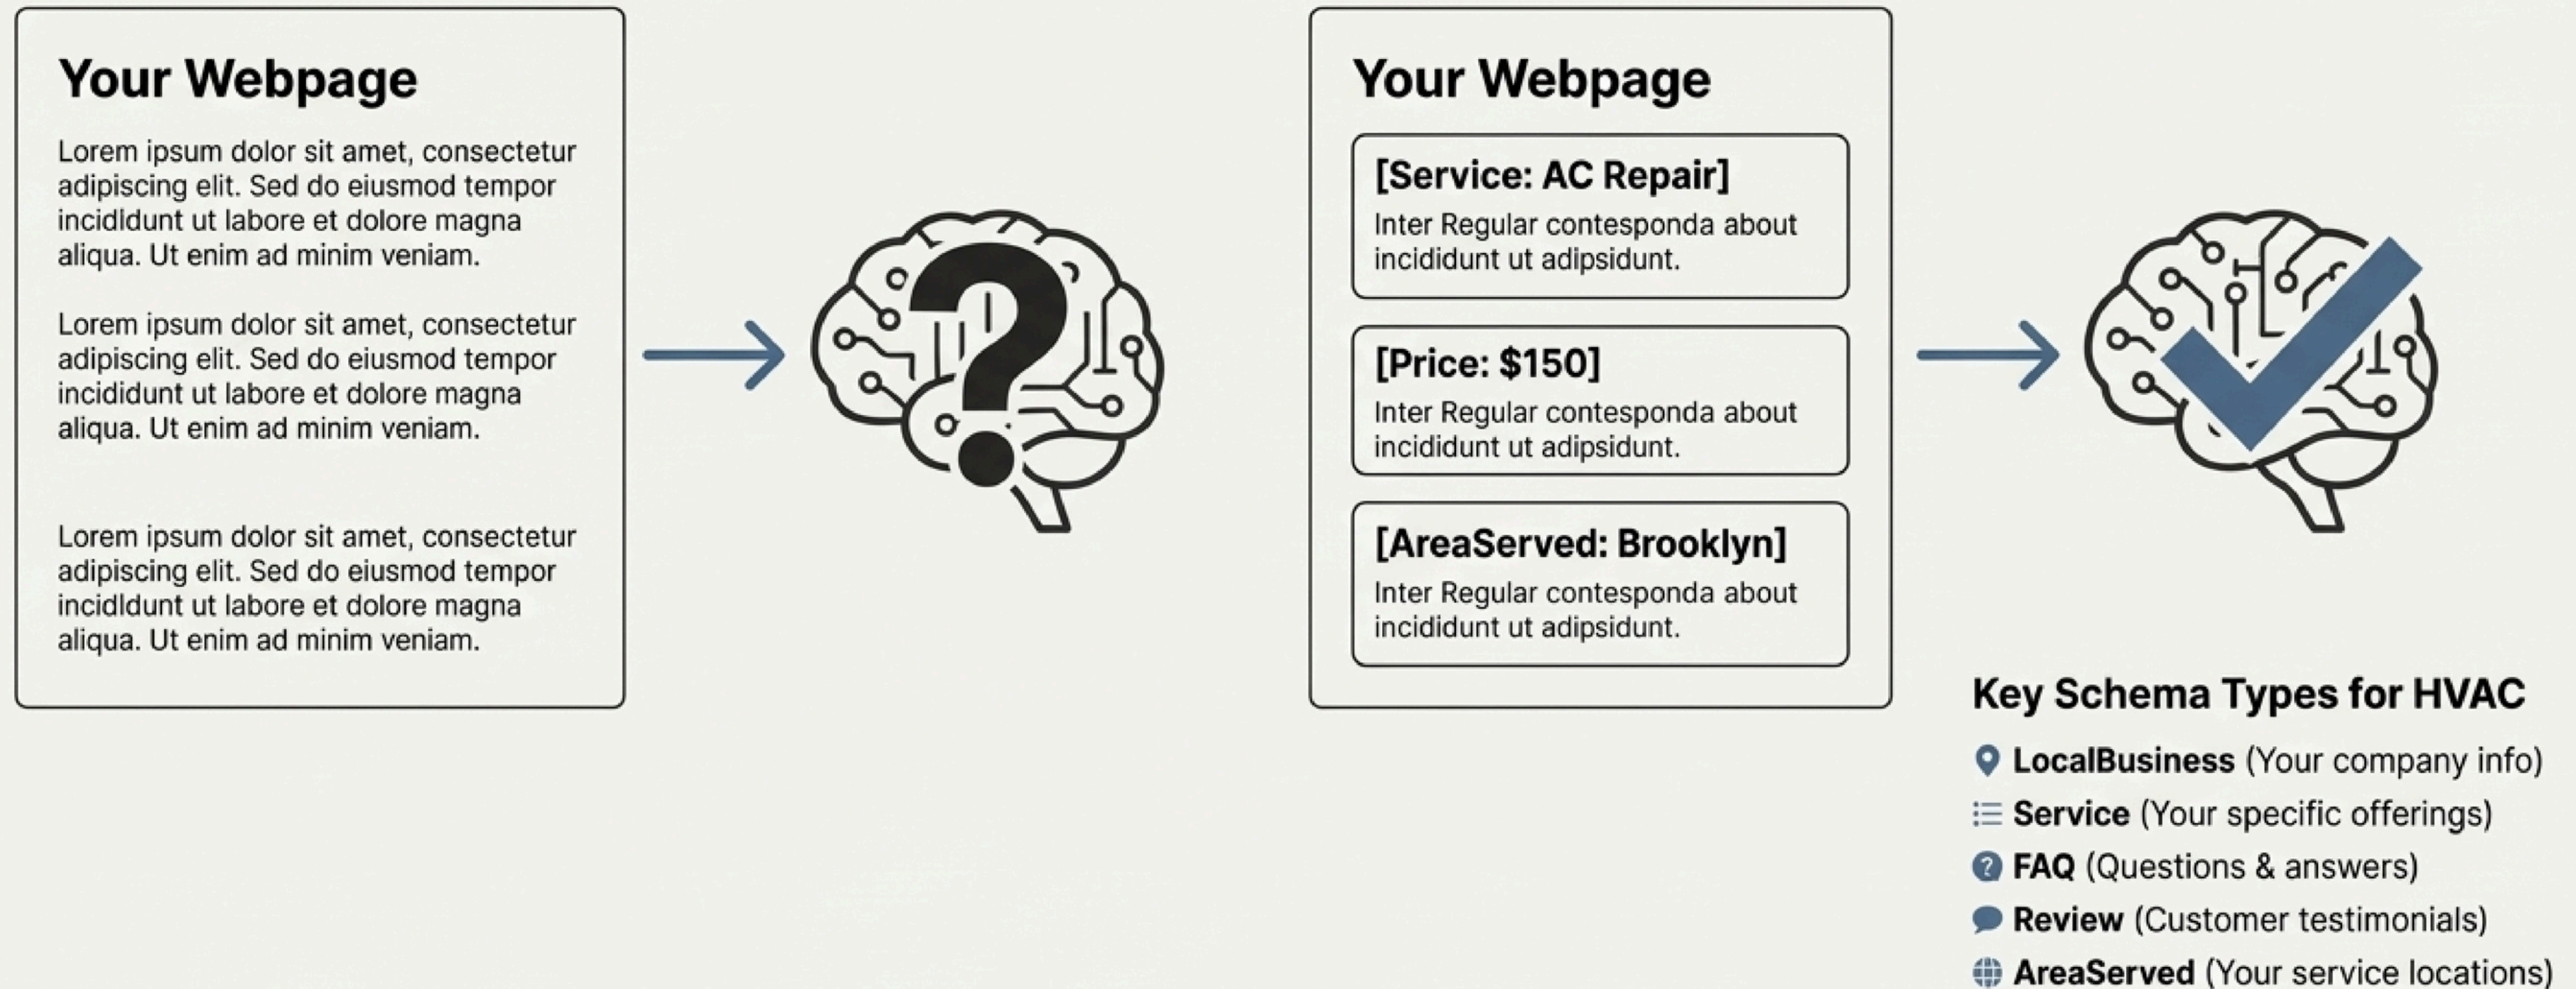 Your Webpage
Lorem ipsum dolor sit amet, consectetur
adipiscing elit. Sed do eiusmod tempor
incidldunt ut labore et dolore magna
aliqua. Ut enim ad minim veniam.
Lorem ipsum dolor sit amet, consectetur
adipiscing elit. Sed do eiusmod tempor
incididunt ut labore et dolore magna
aliqua. Ut enim ad minim veniam.
Lorem ipsum dolor sit amet, consectetur
adipiscing elit. Sed do eiusmod tempor
incidldunt ut labore et dolore magna
aliqua. Ut enim ad minim veniam.
?
Your Webpage
[Service: AC Repair]
Inter Regular contesponda about
incididunt ut adipsidunt.
[Price: $150]
Inter Regular contesponda about
incididunt ut adipsidunt.
[AreaServed: Brooklyn]
Inter Regular contesponda about
incididunt ut adipsidunt.
Key Schema Types for HVAC
LocalBusiness (Your company info)
Service (Your specific offerings)
? FAQ (Questions & answers)
Review (Customer testimonials)
AreaServed (Your service locations)